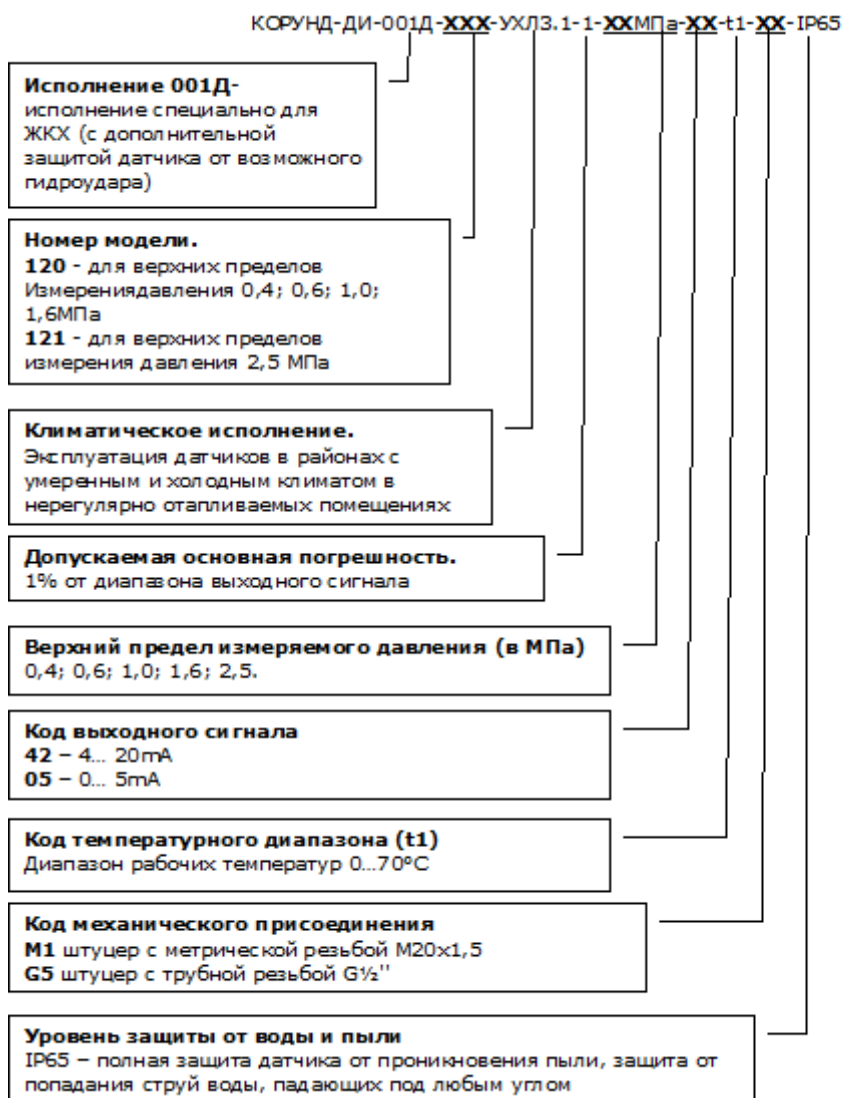 КОРУНД-ДИ-001Д-XXX-УХЛ3.1-1-XXМПа-XX-t1-XX-IP65
Исполнение 001Д-
исполнение специально для
ЖКХ (с дополнительной
защитой датчика от возможного
гидроудара)
Номер модели.
120 - для верхних пределов
Измерениядавления 0,4; 0,6; 1,0;
1,6МПа
121 - для верхних пределов
измерения давления 2,5 МПа
Климатическое исполнение.
Эксплуатация датчиков в районах с
умеренным и холодным климатом в
нерегулярно отапливаемых помещениях
Допускаемая основная погрешность.
1% от диапазона выходного сигнала
Верхний предел измеряемого давления (в МПа)
0,4; 0,6; 1,0; 1,6; 2,5.
Код выходного сигнала
42 – 4... 20mA
05 – 0... 5mA
Код температурного диапазона (t1)
Диапазон рабочих температур 0...70ºС
Код механического присоединения
М1 штуцер с метрической резьбой М20х1,5
G5 штуцер с трубной резьбой G½''
Уровень защиты от воды и пыли
IP65 – полная защита датчика от проникновения пыли, защита от
попадания струй воды, падающих под любым углом